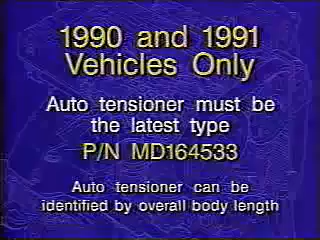 1990 and 1991
Vehicles Only
Auto tensioner must be
the latest type
P/N MD164533
Auto tensioner can be
identified by overall body length